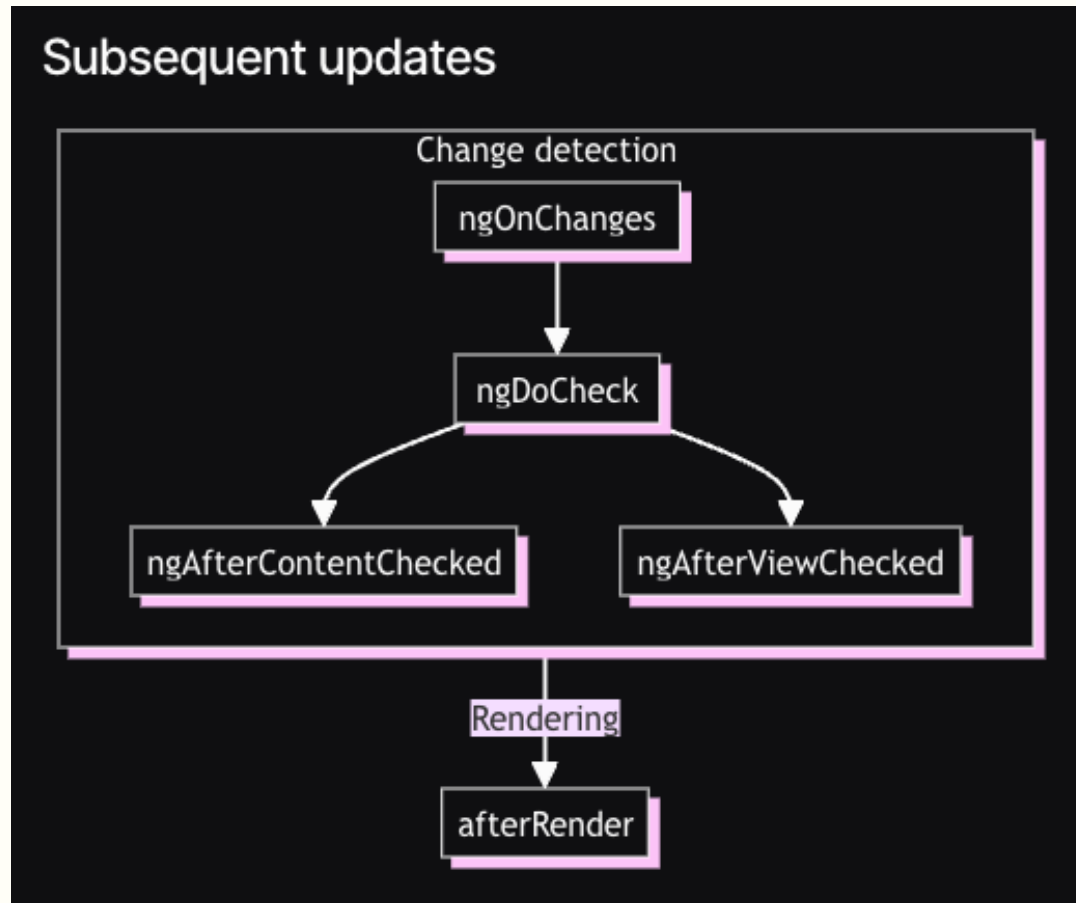 Subsequent updates
Change detection
ngOnChanges
ngDoCheck
ngAfterContentChecked
ngAfterViewChecked
Rendering
afterRender